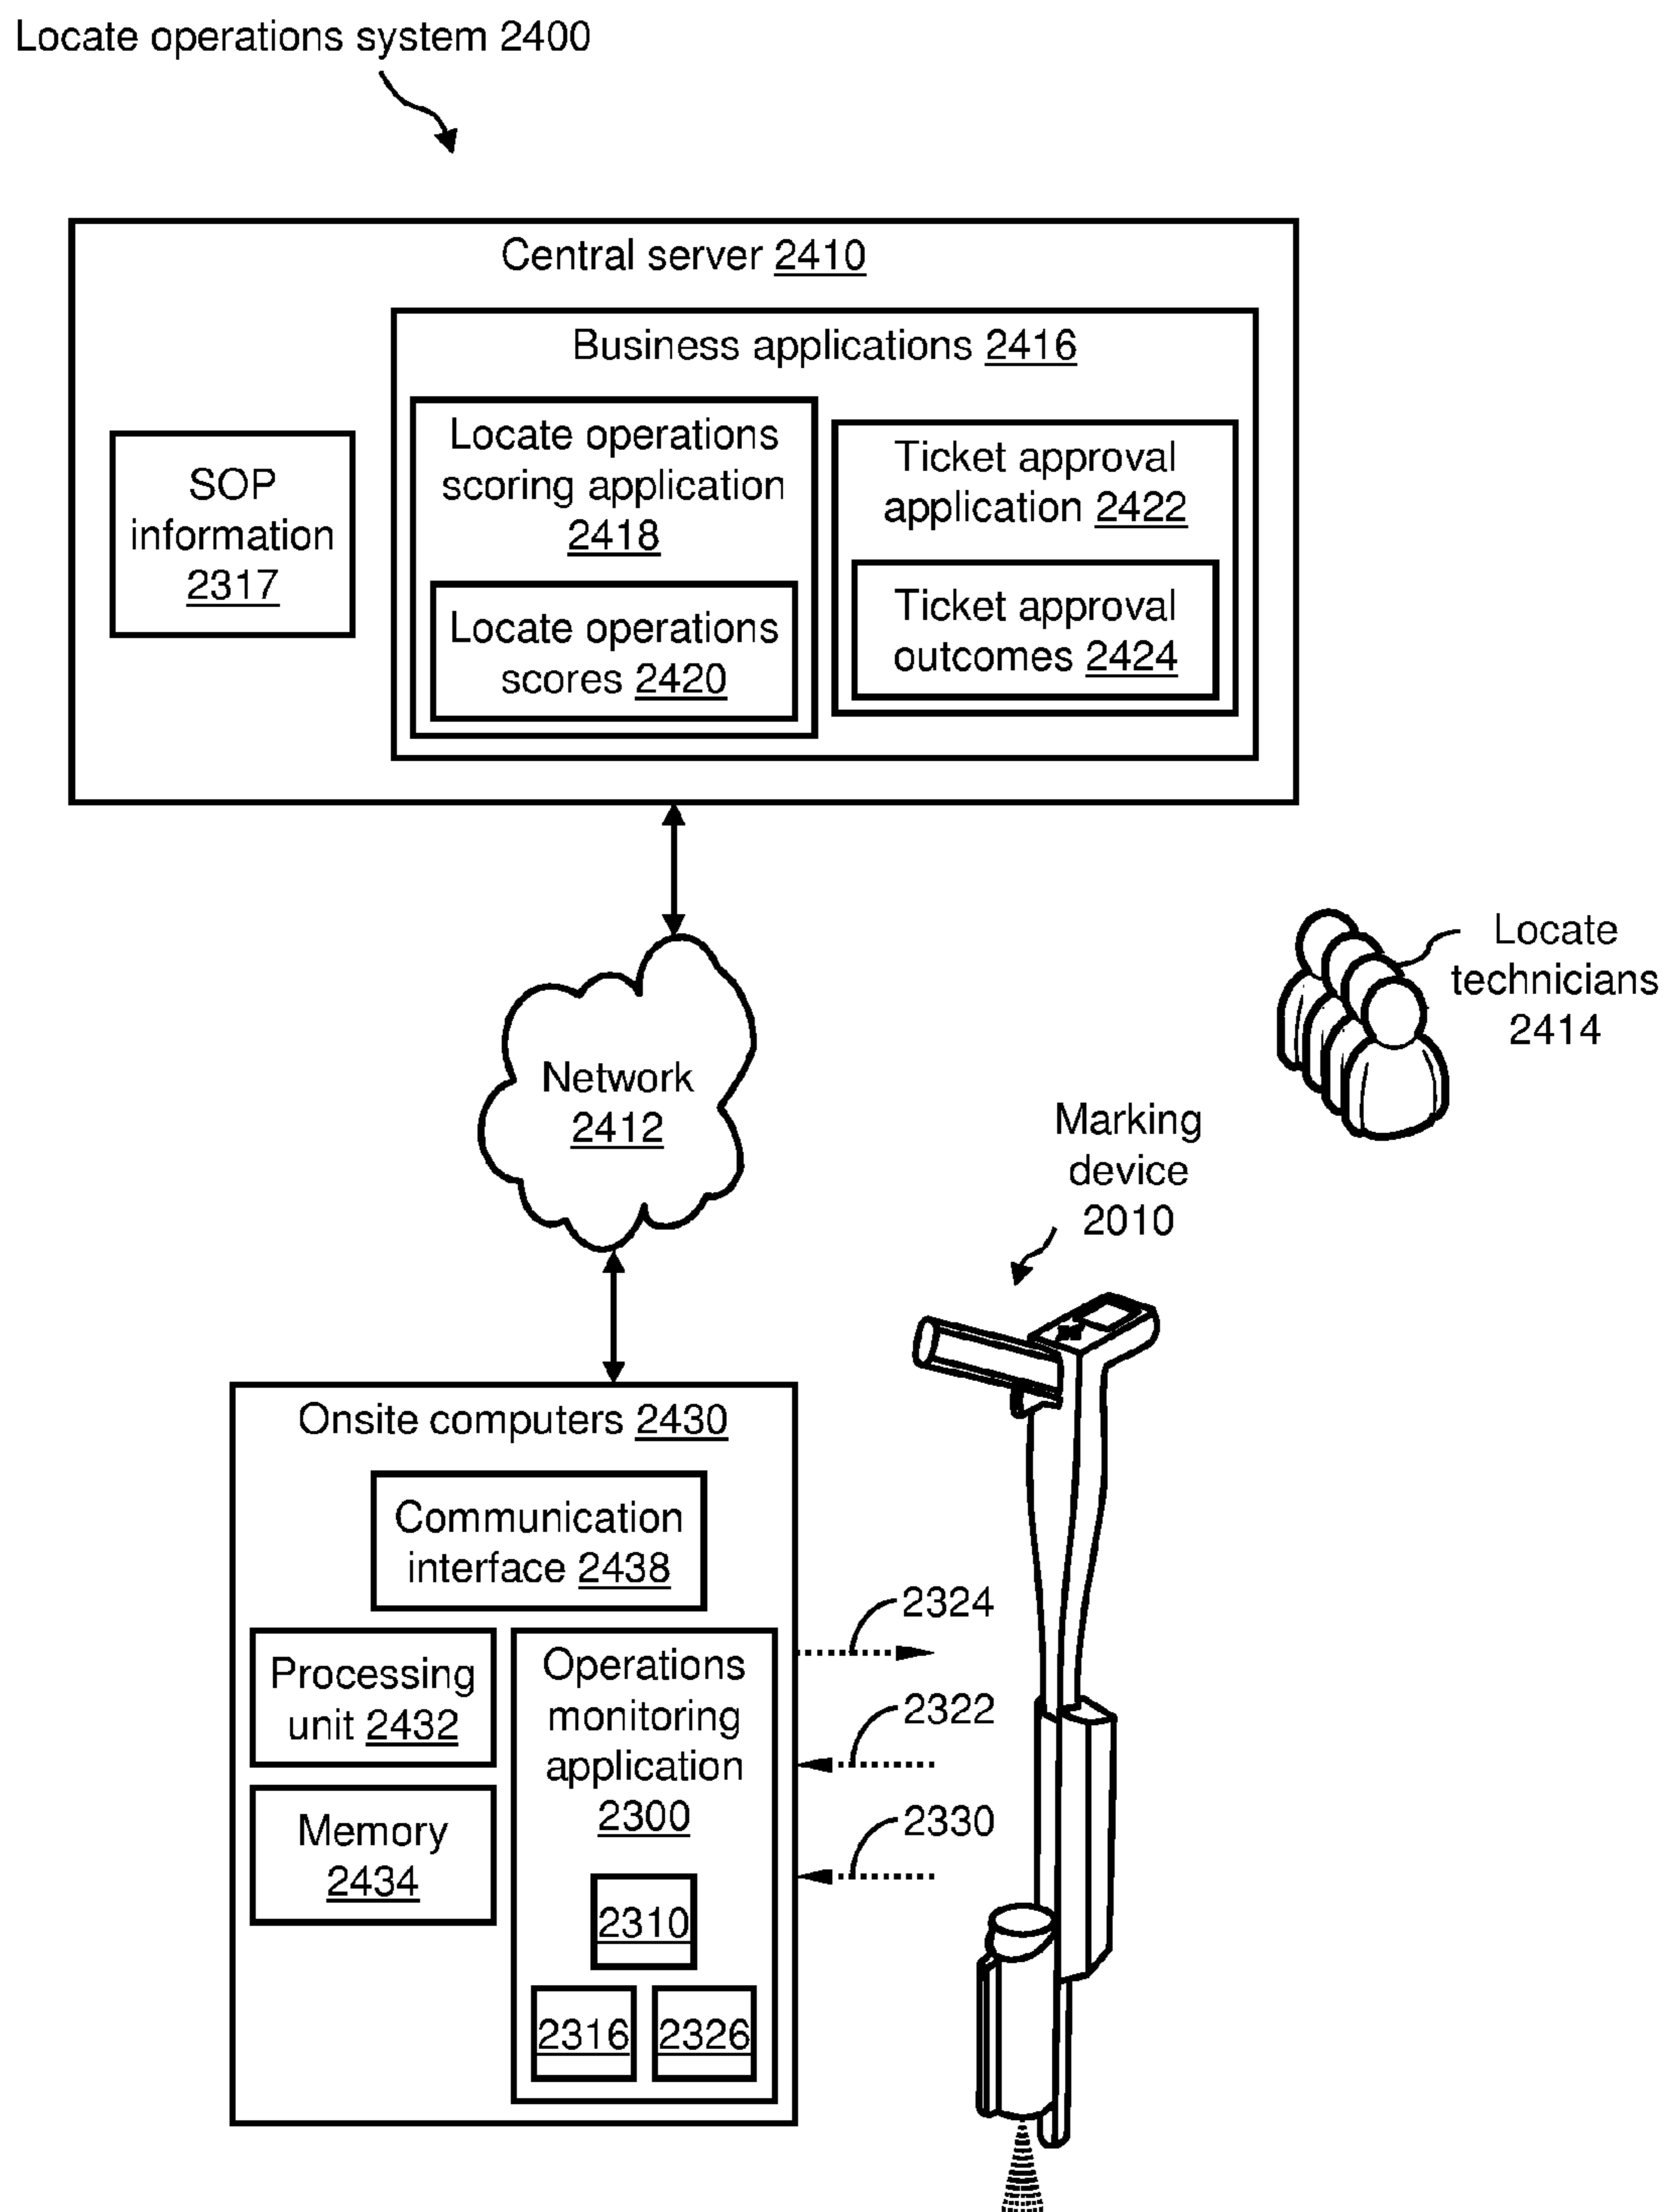 Locate operations system 2400
Central server 2410
Business applications 2416
SOP
information
2317
Locate operations
scoring application
2418
Locate operations
scores 2420
Ticket approval
application 2422
Ticket approval
outcomes 2424
Network
2412
Locate
technicians
2414
Marking
device
2010
Onsite computers 2430
Communication
interface 2438
Processing
unit 2432
Memory
2434
Operations
monitoring
application
2300
2310
2316
2326
2324
2322
2330